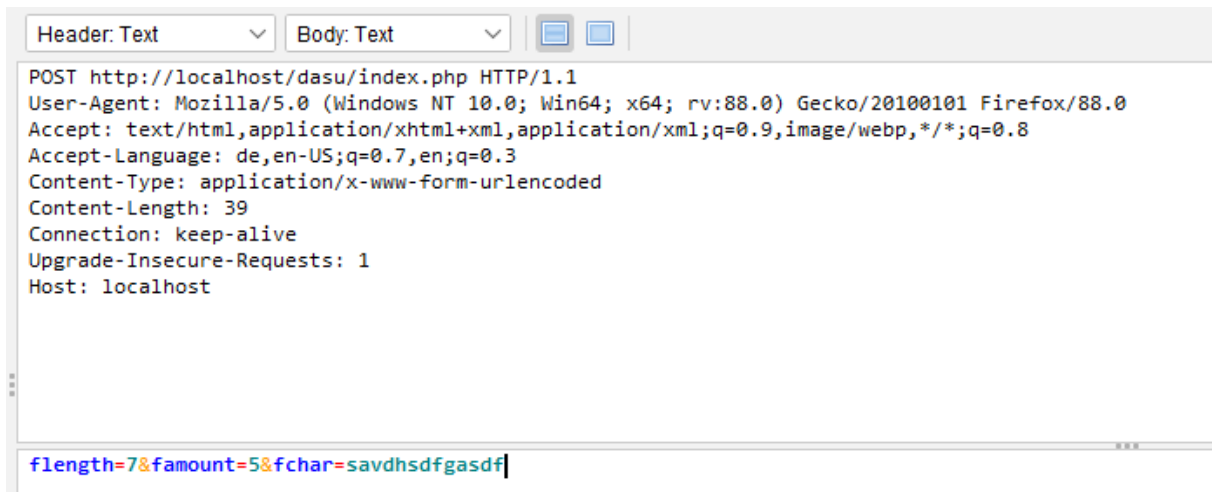 Header: Text Body: Text
POST http://localhost/dasu/index.php HTTP/1.1
User-Agent: Mozilla/5.0 (Windows NT 10.0; Win64; x64; rv:88.0) Gecko/20100101 Firefox/88.0
Accept: text/html,application/xhtml+xml,application/xml;q=0.9,image/webp,*/*;q=0.8
Accept-Language: de,en-US;q=0.7,en;q=0.3
Content-Type: application/x-www-form-urlencoded
Content-Length: 39
Connection: keep-alive
Upgrade-Insecure-Requests: 1
Host: localhost
flength=7&famount=5&fchar=savdhsdfgasdf